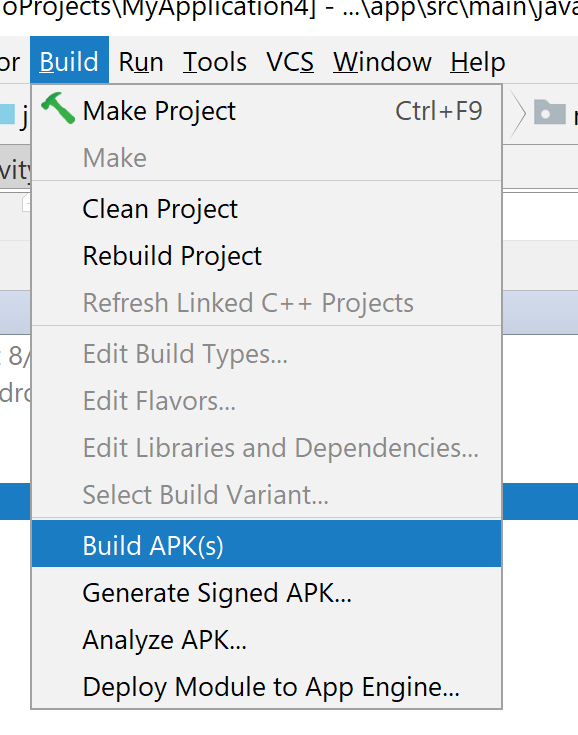 oProjects\MyApplication4] - ...\app\src\main\java
or Build Run Tools VCS Window Help
j
Make Project Ctrl+F9
Make
vity
Clean Project
Rebuild Project
Refresh Linked C++ Projects
Edit Build Types...
8/
Edit Flavors...
dro
Edit Libraries and Dependencies...
Select Build Variant...
Build APK(s)
Generate Signed APK...
Analyze APK...
Deploy Module to App Engine...